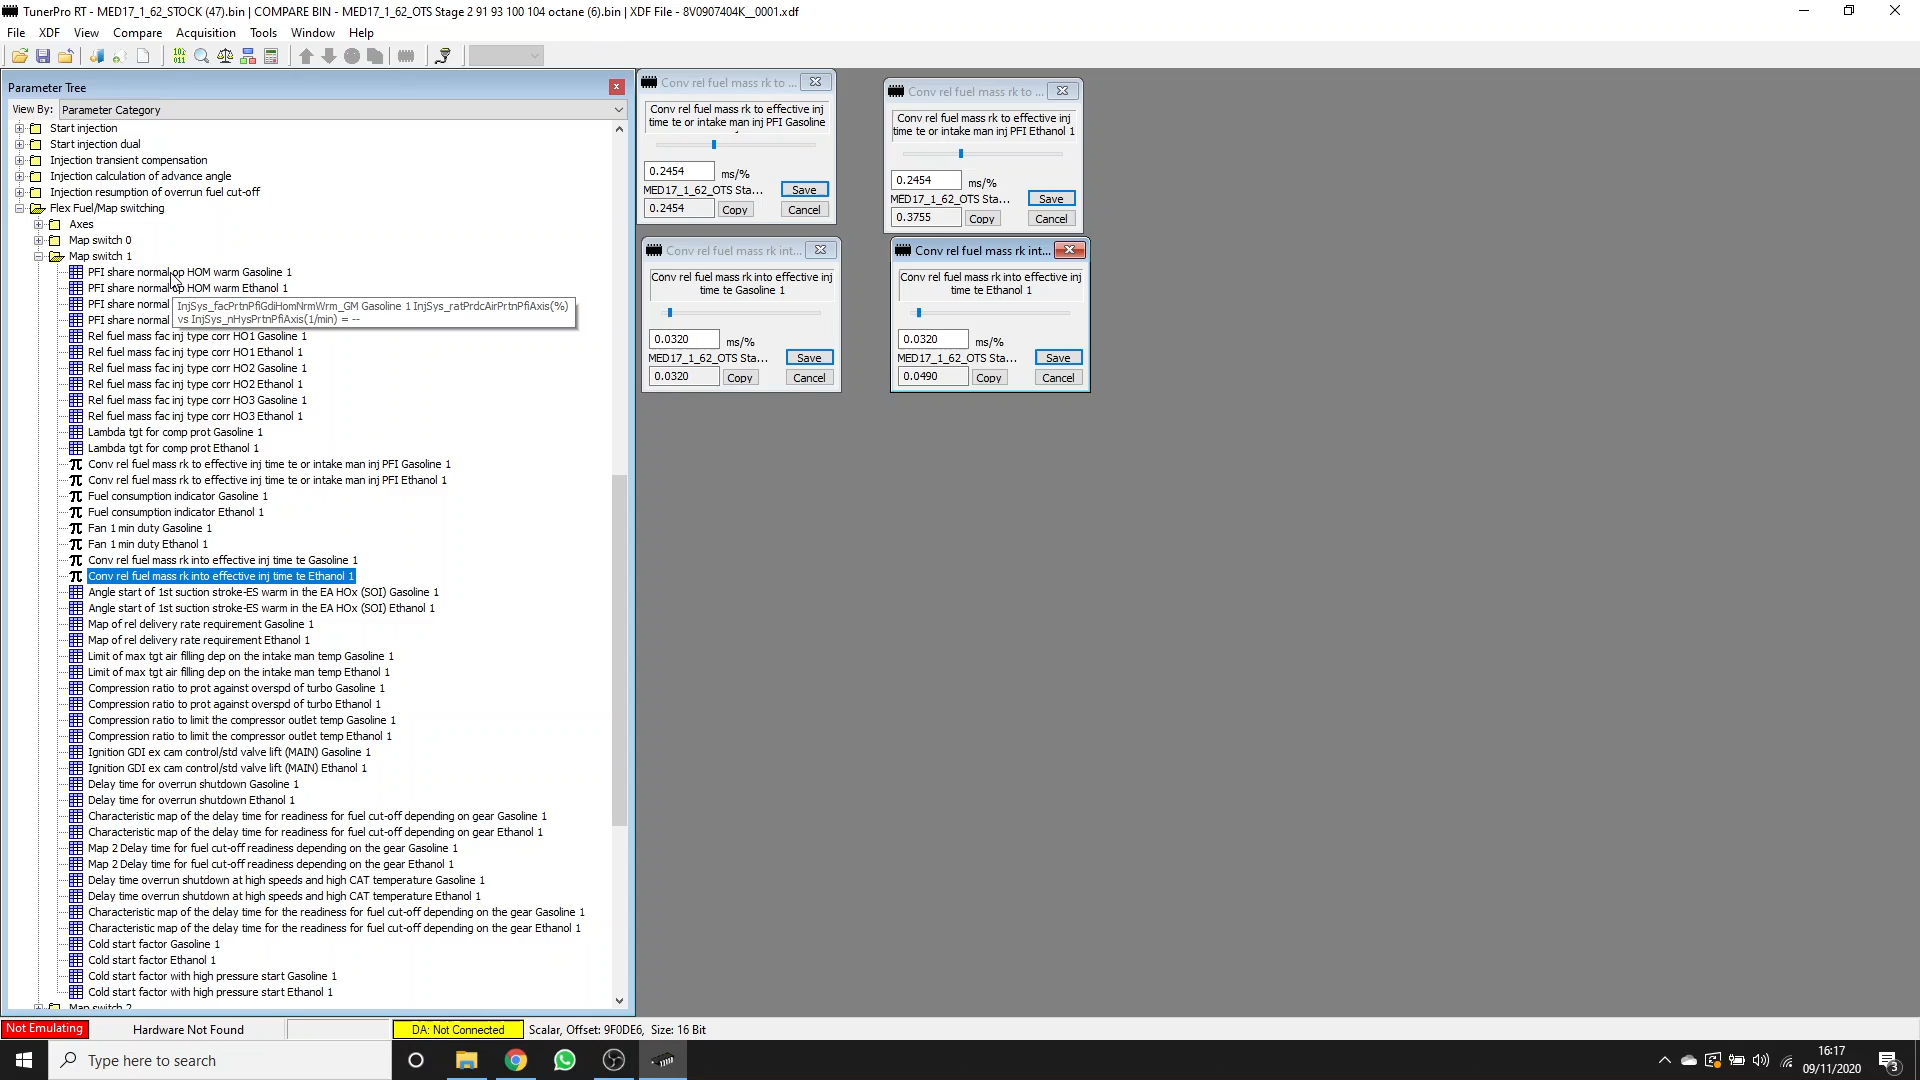 TunerPro RT - MED17_1_62_STOCK (47).bin | COMPARE BIN - MED17_1_62_OTS Stage 2 91 93 100 104 octane (6).bin | XDF File - 8V0907404K__0001.xdf
File XDF View Compare Acquisition Tools Window Help
Parameter Tree
View By: Parameter Category
Start injection
Start injection dual
Injection transient compensation
Injection calculation of advance angle
Injection resumption of overrun fuel cut-off
Flex Fuel/Map switching
Axes
Map switch 0
Map switch 1
PFI share normal op HOM warm Gasoline 1
PFI share normal op HOM warm Ethanol 1
PFI share normal
PFI share normal
InjSys_facPrtnPfiGdiHomNrmWrm_GM Gasoline 1 InjSys_ratPrdcAirPrtnPfiAxis(%)
vs InjSys_nHysPrtnPfiAxis(1/min) = --
Rel fuel mass fac inj type corr HO1 Gasoline 1
Rel fuel mass fac inj type corr HO1 Ethanol 1
Rel fuel mass fac inj type corr HO2 Gasoline 1
Rel fuel mass fac inj type corr HO2 Ethanol 1
Rel fuel mass fac inj type corr HO3 Gasoline 1
Rel fuel mass fac inj type corr HO3 Ethanol 1
Lambda tgt for comp prot Gasoline 1
Lambda tgt for comp prot Ethanol 1
Conv rel fuel mass rk to effective inj time te or intake man inj PFI Gasoline 1
Conv rel fuel mass rk to effective inj time te or intake man inj PFI Ethanol 1
Fuel consumption indicator Gasoline 1
Fuel consumption indicator Ethanol 1
Fan 1 min duty Gasoline 1
Fan 1 min duty Ethanol 1
Conv rel fuel mass rk into effective inj time te Gasoline 1
Conv rel fuel mass rk into effective inj time te Ethanol 1
Angle start of 1st suction stroke-ES warm in the EA HOx (SOI) Gasoline 1
Angle start of 1st suction stroke-ES warm in the EA HOx (SOI) Ethanol 1
Map of rel delivery rate requirement Gasoline 1
Map of rel delivery rate requirement Ethanol 1
Limit of max tgt air filling dep on the intake man temp Gasoline 1
Limit of max tgt air filling dep on the intake man temp Ethanol 1
Compression ratio to prot against overspd of turbo Gasoline 1
Compression ratio to prot against overspd of turbo Ethanol 1
Compression ratio to limit the compressor outlet temp Gasoline 1
Compression ratio to limit the compressor outlet temp Ethanol 1
Ignition GDI ex cam control/std valve lift (MAIN) Gasoline 1
Ignition GDI ex cam control/std valve lift (MAIN) Ethanol 1
Delay time for overrun shutdown Gasoline 1
Delay time for overrun shutdown Ethanol 1
Characteristic map of the delay time for readiness for fuel cut-off depending on gear Gasoline 1
Characteristic map of the delay time for readiness for fuel cut-off depending on gear Ethanol 1
Map 2 Delay time for fuel cut-off readiness depending on the gear Gasoline 1
Map 2 Delay time for fuel cut-off readiness depending on the gear Ethanol 1
Delay time overrun shutdown at high speeds and high CAT temperature Gasoline 1
Delay time overrun shutdown at high speeds and high CAT temperature Ethanol 1
Characteristic map of the delay time for the readiness for fuel cut-off depending on the gear Gasoline 1
Characteristic map of the delay time for the readiness for fuel cut-off depending on the gear Ethanol 1
Cold start factor Gasoline 1
Cold start factor Ethanol 1
Cold start factor with high pressure start Gasoline 1
Cold start factor with high pressure start Ethanol 1
Map switch 2
Conv rel fuel mass rk to ...
Conv rel fuel mass rk to effective inj
time te or intake man inj PFI Gasoline
0.2454 ms/%
MED17_1_62_OTS Sta... Save
0.2454 Copy Cancel
Conv rel fuel mass rk to ...
Conv rel fuel mass rk to effective inj
time te or intake man inj PFI Ethanol 1
0.2454 ms/%
MED17_1_62_OTS Sta... Save
0.3755 Copy Cancel
Conv rel fuel mass rk int...
Conv rel fuel mass rk into effective inj
time te Gasoline 1
0.0320 ms/%
MED17_1_62_OTS Sta... Save
0.0320 Copy Cancel
Conv rel fuel mass rk int...
Conv rel fuel mass rk into effective inj
time te Ethanol 1
0.0320 ms/%
MED17_1_62_OTS Sta... Save
0.0490 Copy Cancel
Not Emulating Hardware Not Found DA: Not Connected Scalar, Offset: 9F0DE6, Size: 16 Bit
Type here to search
16:17
09/11/2020
3